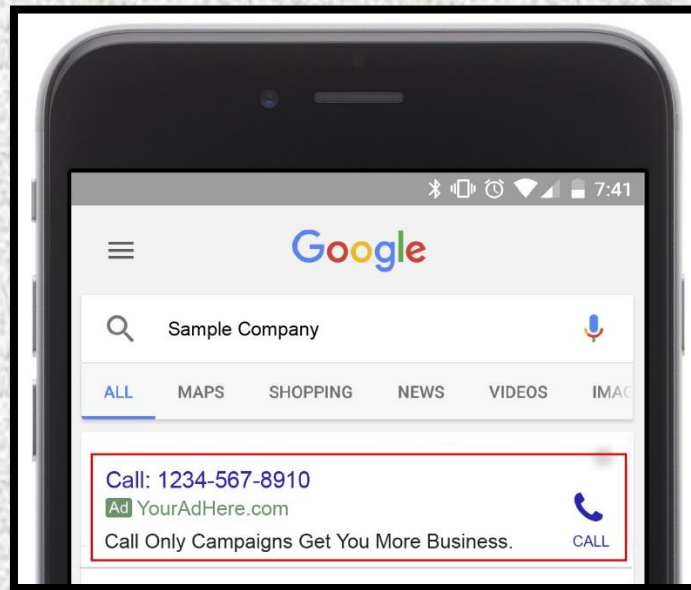 7:41
Google
Sample Company
ALL MAPS SHOPPING NEWS VIDEOS IMAG
Call: 1234-567-8910
Ad YourAdHere.com
Call Only Campaigns Get You More Business.
CALL